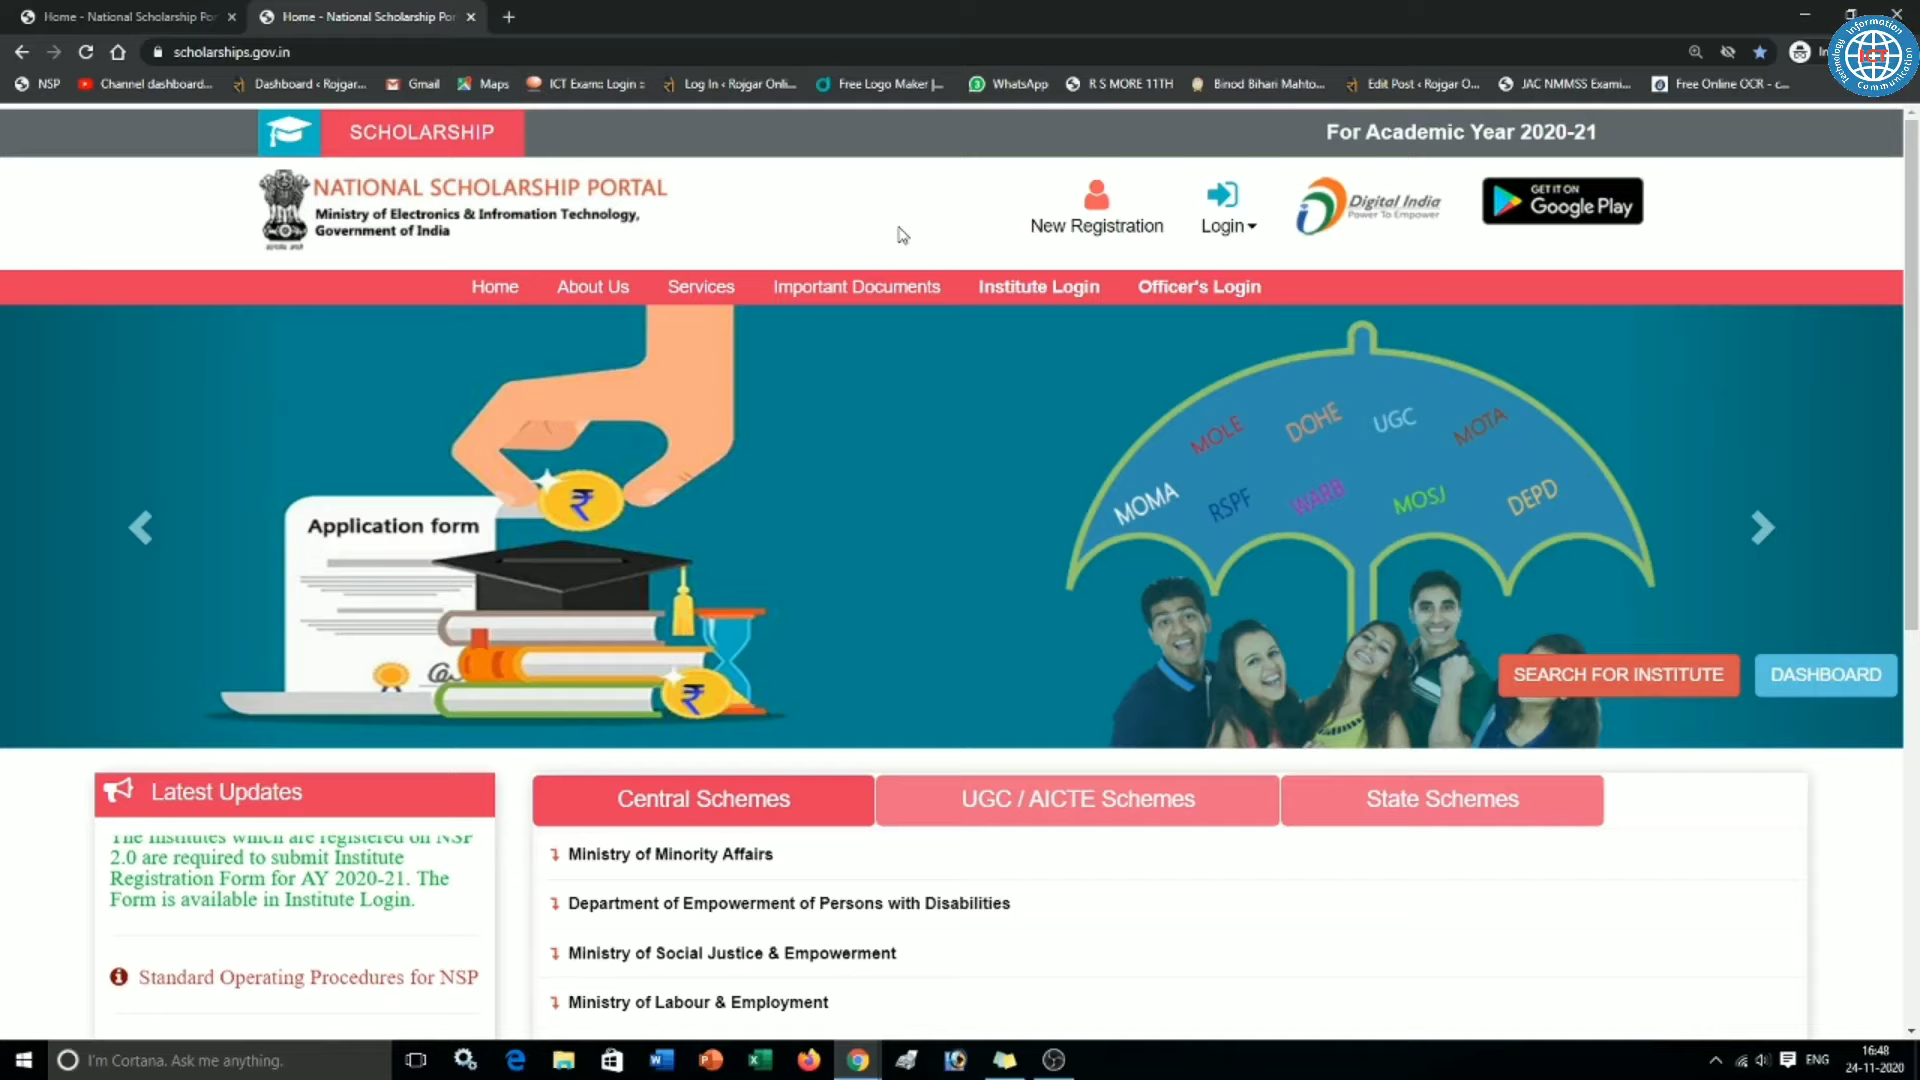 Home - National Scholarship Po
Home - National Scholarship Por
scholarships.gov.in
NSP
Channel dashboard...
Dashboard ‹ Rojgar...
Gmail
Maps
ICT Exams Login :
Log In ‹ Rojgar Onli...
Free Logo Maker |...
WhatsApp
R S MORE 11TH
Binod Bihari Mahto...
Edit Post ‹ Rojgar O...
JAC NMMSS Exami...
Free Online OCR - c...
Information
Communication
Technology
ICT
SCHOLARSHIP
For Academic Year 2020-21
NATIONAL SCHOLARSHIP PORTAL
Ministry of Electronics & Infromation Technology,
Government of India
New Registration
Login
Digital India
Power To Empower
GET IT ON
Google Play
Home
About Us
Services
Important Documents
Institute Login
Officer's Login
Application form
₹
₹
MOLE
DOHE
UGC
MOTA
MOMA
RSPF
WARB
MOSJ
DEPD
SEARCH FOR INSTITUTE
DASHBOARD
Latest Updates
The Institutes which are registered on NSP
2.0 are required to submit Institute
Registration Form for AY 2020-21. The
Form is available in Institute Login.
Standard Operating Procedures for NSP
Central Schemes
UGC / AICTE Schemes
State Schemes
Ministry of Minority Affairs
Department of Empowerment of Persons with Disabilities
Ministry of Social Justice & Empowerment
Ministry of Labour & Employment
I'm Cortana. Ask me anything.
ENG
16:48
24-11-2020